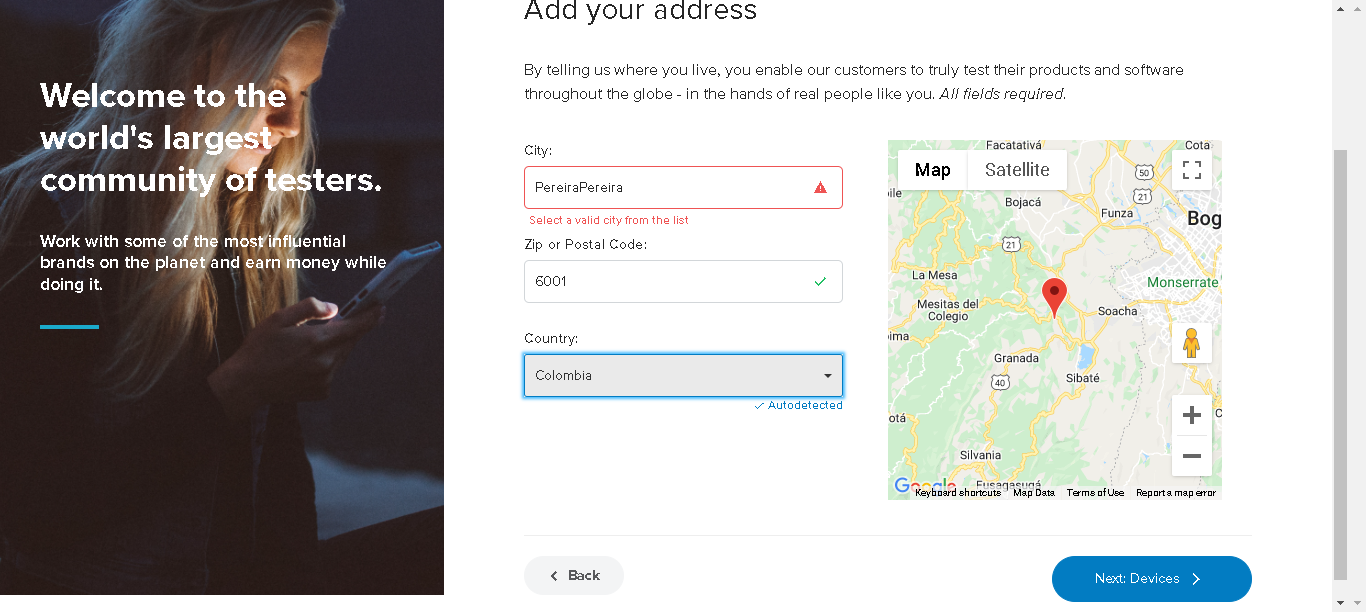 Add your address
Welcome to the
world's largest
community of testers.
Work with some of the most influential
brands on the planet and earn money while
doing it.
By telling us where you live, you enable our customers to truly test their products and software
throughout the globe - in the hands of real people like you. All fields required.
City:
PereiraPereira
Select a valid city from the list
Zip or Postal Code:
6001
Country:
Colombia
Autodetected
Map
Satellite
Facatativá
Cota
50
21
Bojacá
Funza
Bog
21
La Mesa
Monserrate
Mesitas del
Colegio
Soacha
Granada
Sibaté
40
Silvania
Fusagasugá
Google
Keyboard shortcuts
Map Data
Terms of Use
Report a map error
Back
Next: Devices